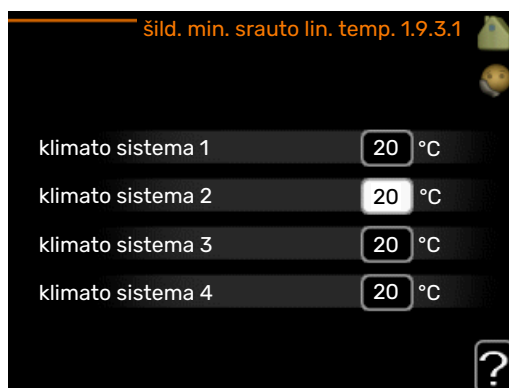 šild. min. srauto lin. temp. 1.9.3.1
klimato sistema 1 20 °C
klimato sistema 2 20 °C
klimato sistema 3 20 °C
klimato sistema 4 20 °C
?